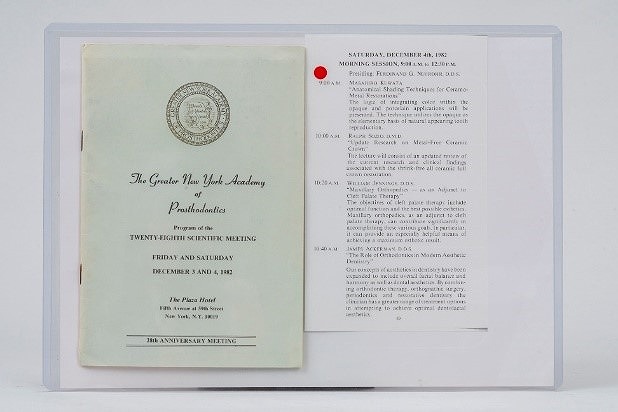 The Greater New York Academy
of
Prosthodontics
Program of the
TWENTY-EIGHTH SCIENTIFIC MEETING
FRIDAY AND SATURDAY
DECEMBER 3 AND 4, 1982
The Plaza Hotel
Fifth Avenue at 59th Street
New York, N.Y. 10019
28th ANNIVERSARY MEETING
SATURDAY, DECEMBER 4th, 1982
MORNING SESSION, 9:00 A.M. to 12:30 P.M.
Presiding: FERDINAND G. D.D.S.
9:00 A.M.
"Anatomical Shading Techniques for Ceramo-
Metal Restorations"
The logic of integrating color within the
opaque and porcelain applications will be
presented. The technique utilizes the opaque as
the elementary basis of natural appearing tooth
reproduction.
10:00 A.M. RALPH D.M.D.
"Update Research on Metal-Free Ceramic
Crown"
The lecture will consist of an updated review of
the current research and clinical findings
associated with the shrink-free all ceramic full
crown restoration.
10:20 A.M. WILLIAM JENNINGS, D.D.S.
"Maxillary Orthopedics — as an Adjunct to
Cleft Palate Therapy"
The objectives of cleft palate therapy include
optimal function and the best possible esthetics.
Maxillary orthopedics, as an adjunct to cleft
palate therapy, can contribute significantly in
accomplishing these various goals. In particular,
it can provide an especially helpful means of
achieving a maximum esthetic result.
10:40 A.M. JAMES ACKERMAN, D.D.S.
"The Role of Orthodontics in Modern Aesthetic
Dentistry"
Our concepts of aesthetics in dentistry have been
expanded to include overall facial balance and
harmony as well as dental aesthetics. By combin-
ing orthodontic therapy, orthognathic surgery,
periodontics and restorative dentistry the
clinician has a greater range of treatment options
in attempting to achieve optimal dentofacial
aesthetics.